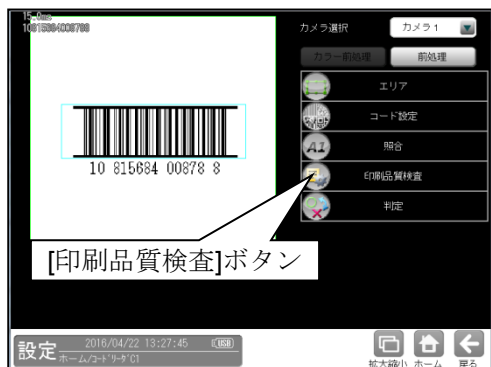 15.0ms
10815684008788
カメラ選択
カメラ1
カラー前処理
前処理
エリア
コード設定
照合
印刷品質検査
判定
10 815684 00878 8
[印刷品質検査]ボタン
設定
2016/04/22 13:27:45
USB
ホーム/コードリーダC1
拡大縮小
ホーム
戻る